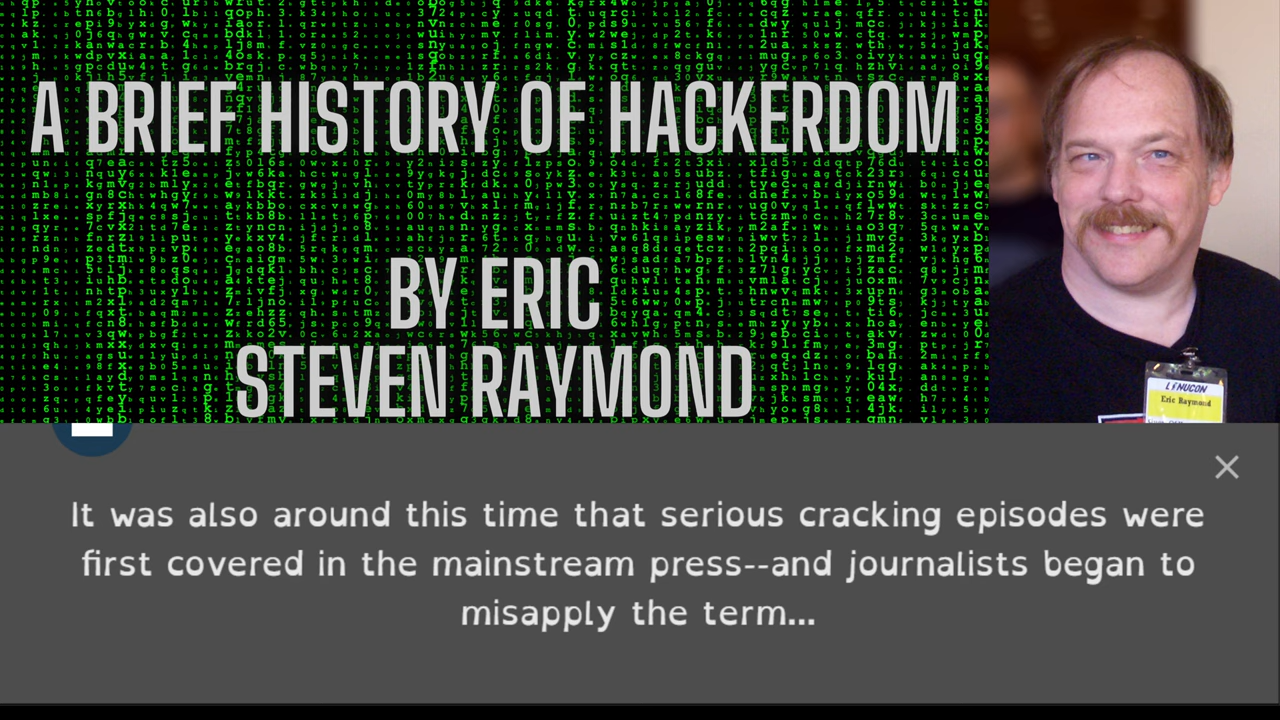 A BRIEF HISTORY OF HACKERDOM
BY ERIC
STEVEN RAYMOND
LINUCON
Eric Raymond
It was also around this time that serious cracking episodes were
first covered in the mainstream press--and journalists began to
misapply the term...